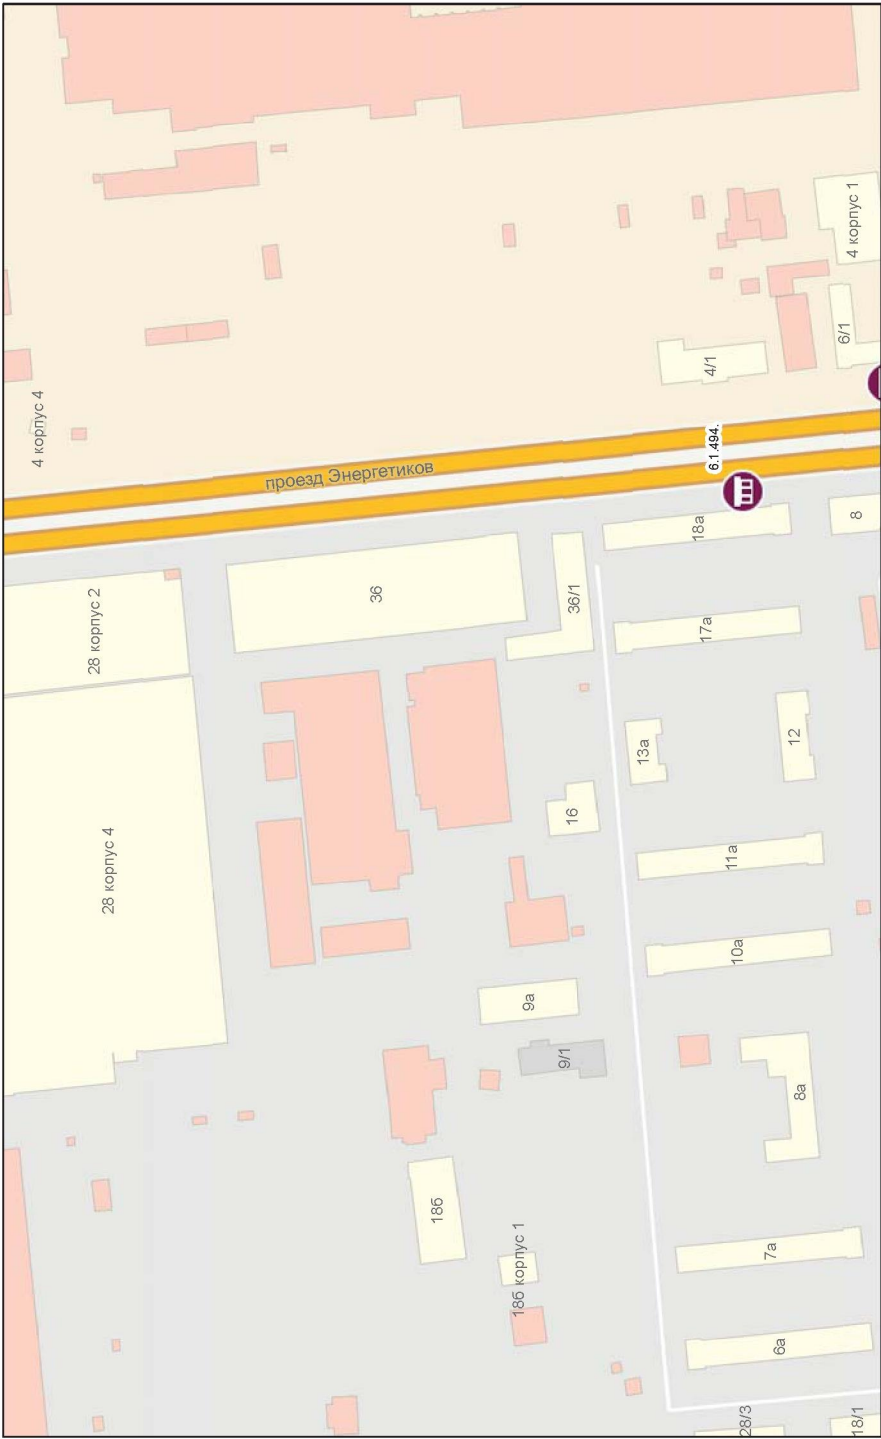 4 корпус 4
4 корпус 1
6/1
4/1
проезд Энергетиков
6.1.494.
28 корпус 2
36
36/1
18а
8
17а
13а
12
28 корпус 4
16
11а
10а
9а
9/1
8а
18б
18б корпус 1
7а
6а
28/3
18/1